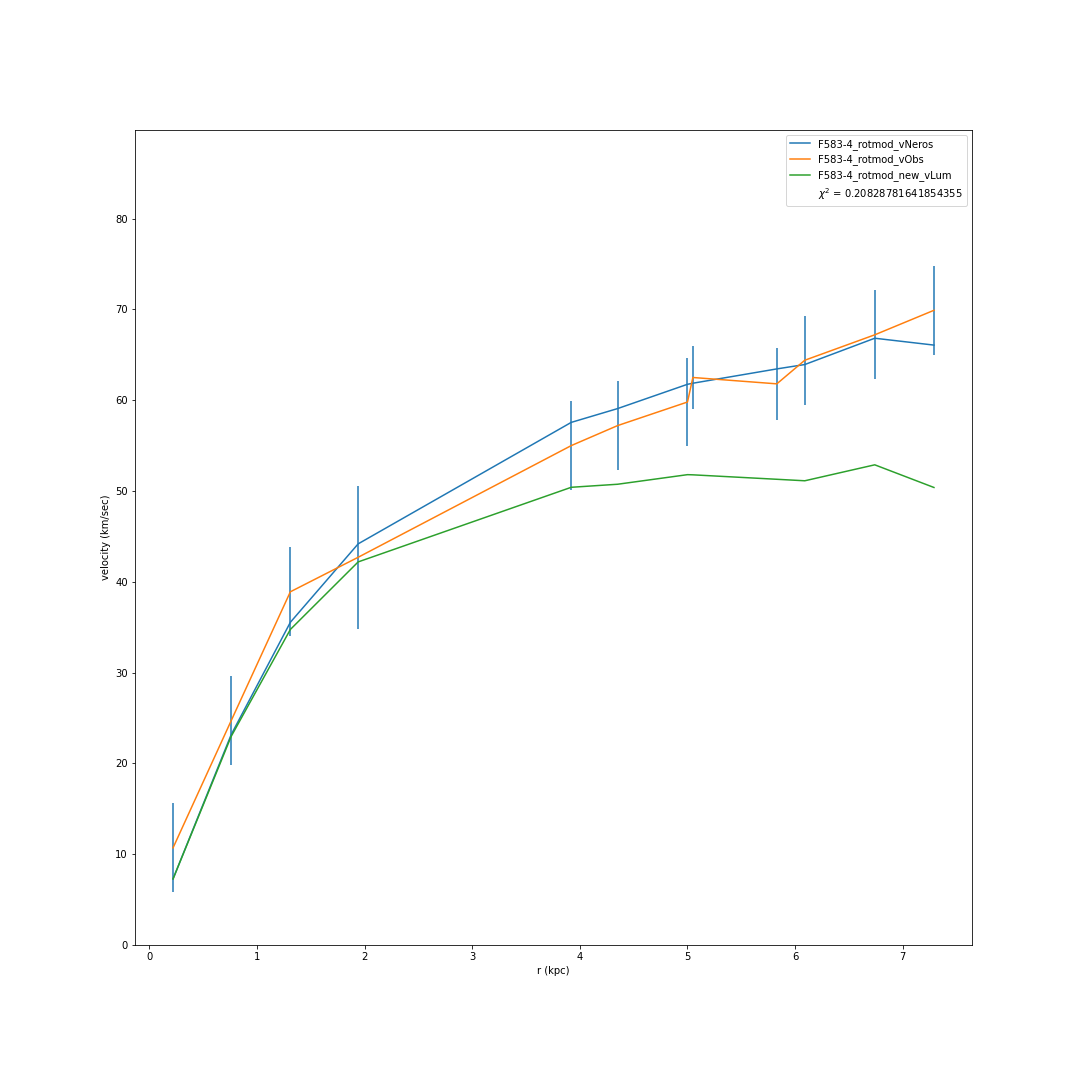 F583-4_rotmod_vNeros
F583-4_rotmod_vObs
F583-4_rotmod_new_vLum
χ² = 0.20828781641854355
80
70
60
50
40
30
20
10
0
velocity (km/sec)
0 1 2 3 4 5 6 7
r (kpc)